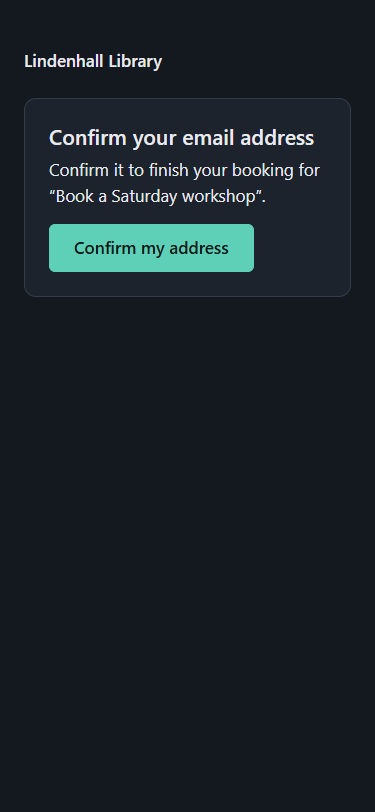 Lindenhall Library
Confirm your email address
Confirm it to finish your booking for
“Book a Saturday workshop”.
Confirm my address